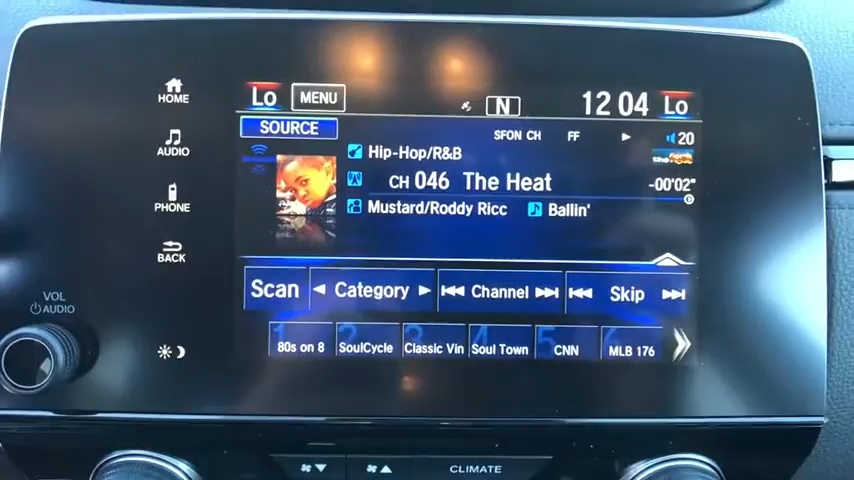 HOME
AUDIO
PHONE
BACK
VOL
AUDIO
Lo
MENU
N
12 04
Lo
SOURCE
SFON CH
FF
20
Hip-Hop/R&B
CH 046 The Heat
-00'02"
Mustard/Roddy Ricc
Ballin'
Scan
Category
Channel
Skip
1 80s on 8
2 SoulCycle
3 Classic Vin
4 Soul Town
5 CNN
6 MLB 176
CLIMATE